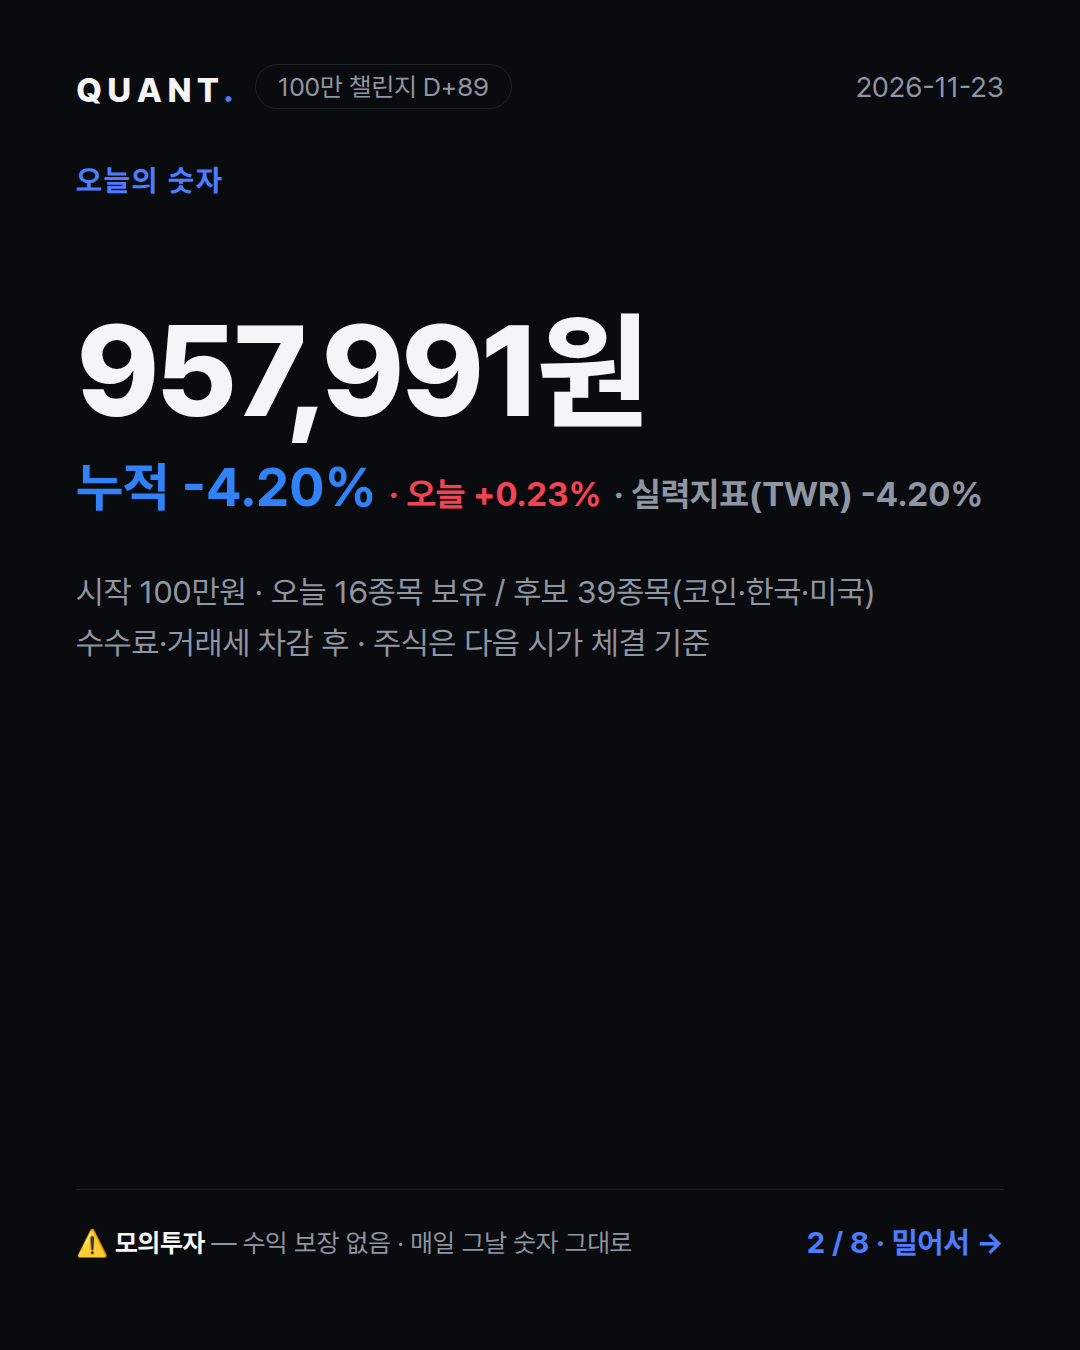 QUANT. 100만 챌린지 D+89 2026-11-23
오늘의 숫자
957,991원
누적 -4.20% · 오늘 +0.23% · 실력지표(TWR) -4.20%
시작 100만원 · 오늘 16종목 보유 / 후보 39종목(코인·한국·미국)
수수료·거래세 차감 후 · 주식은 다음 시가 체결 기준
⚠️ 모의투자 — 수익 보장 없음 · 매일 그날 숫자 그대로 2 / 8 · 밀어서 →